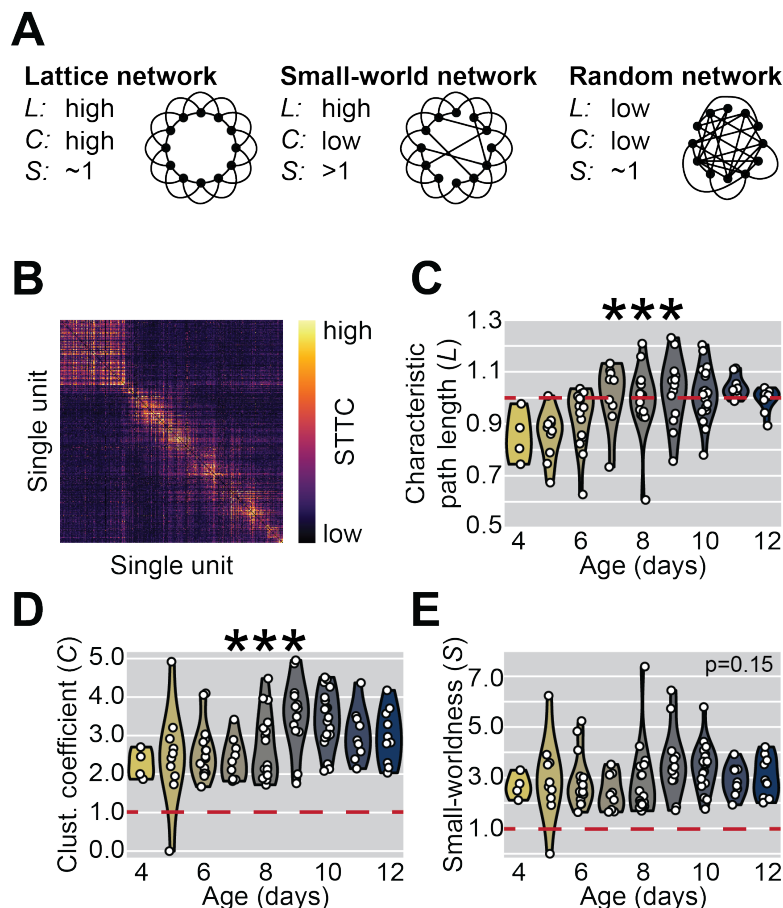 A
Lattice network
L: high
C: high
S: ~1
Small-world network
L: high
C: low
S: >1
Random network
L: low
C: low
S: ~1
B
Single unit
Single unit
high
STTC
low
C
***
Characteristic
path length (L)
1.3
1.1
0.9
0.7
0.5
4 6 8 10 12
Age (days)
D
***
Clust. coefficient (C)
5.0
4.0
3.0
2.0
1.0
0.0
4 6 8 10 12
Age (days)
E
p=0.15
Small-worldness (S)
7.0
5.0
3.0
1.0
4 6 8 10 12
Age (days)